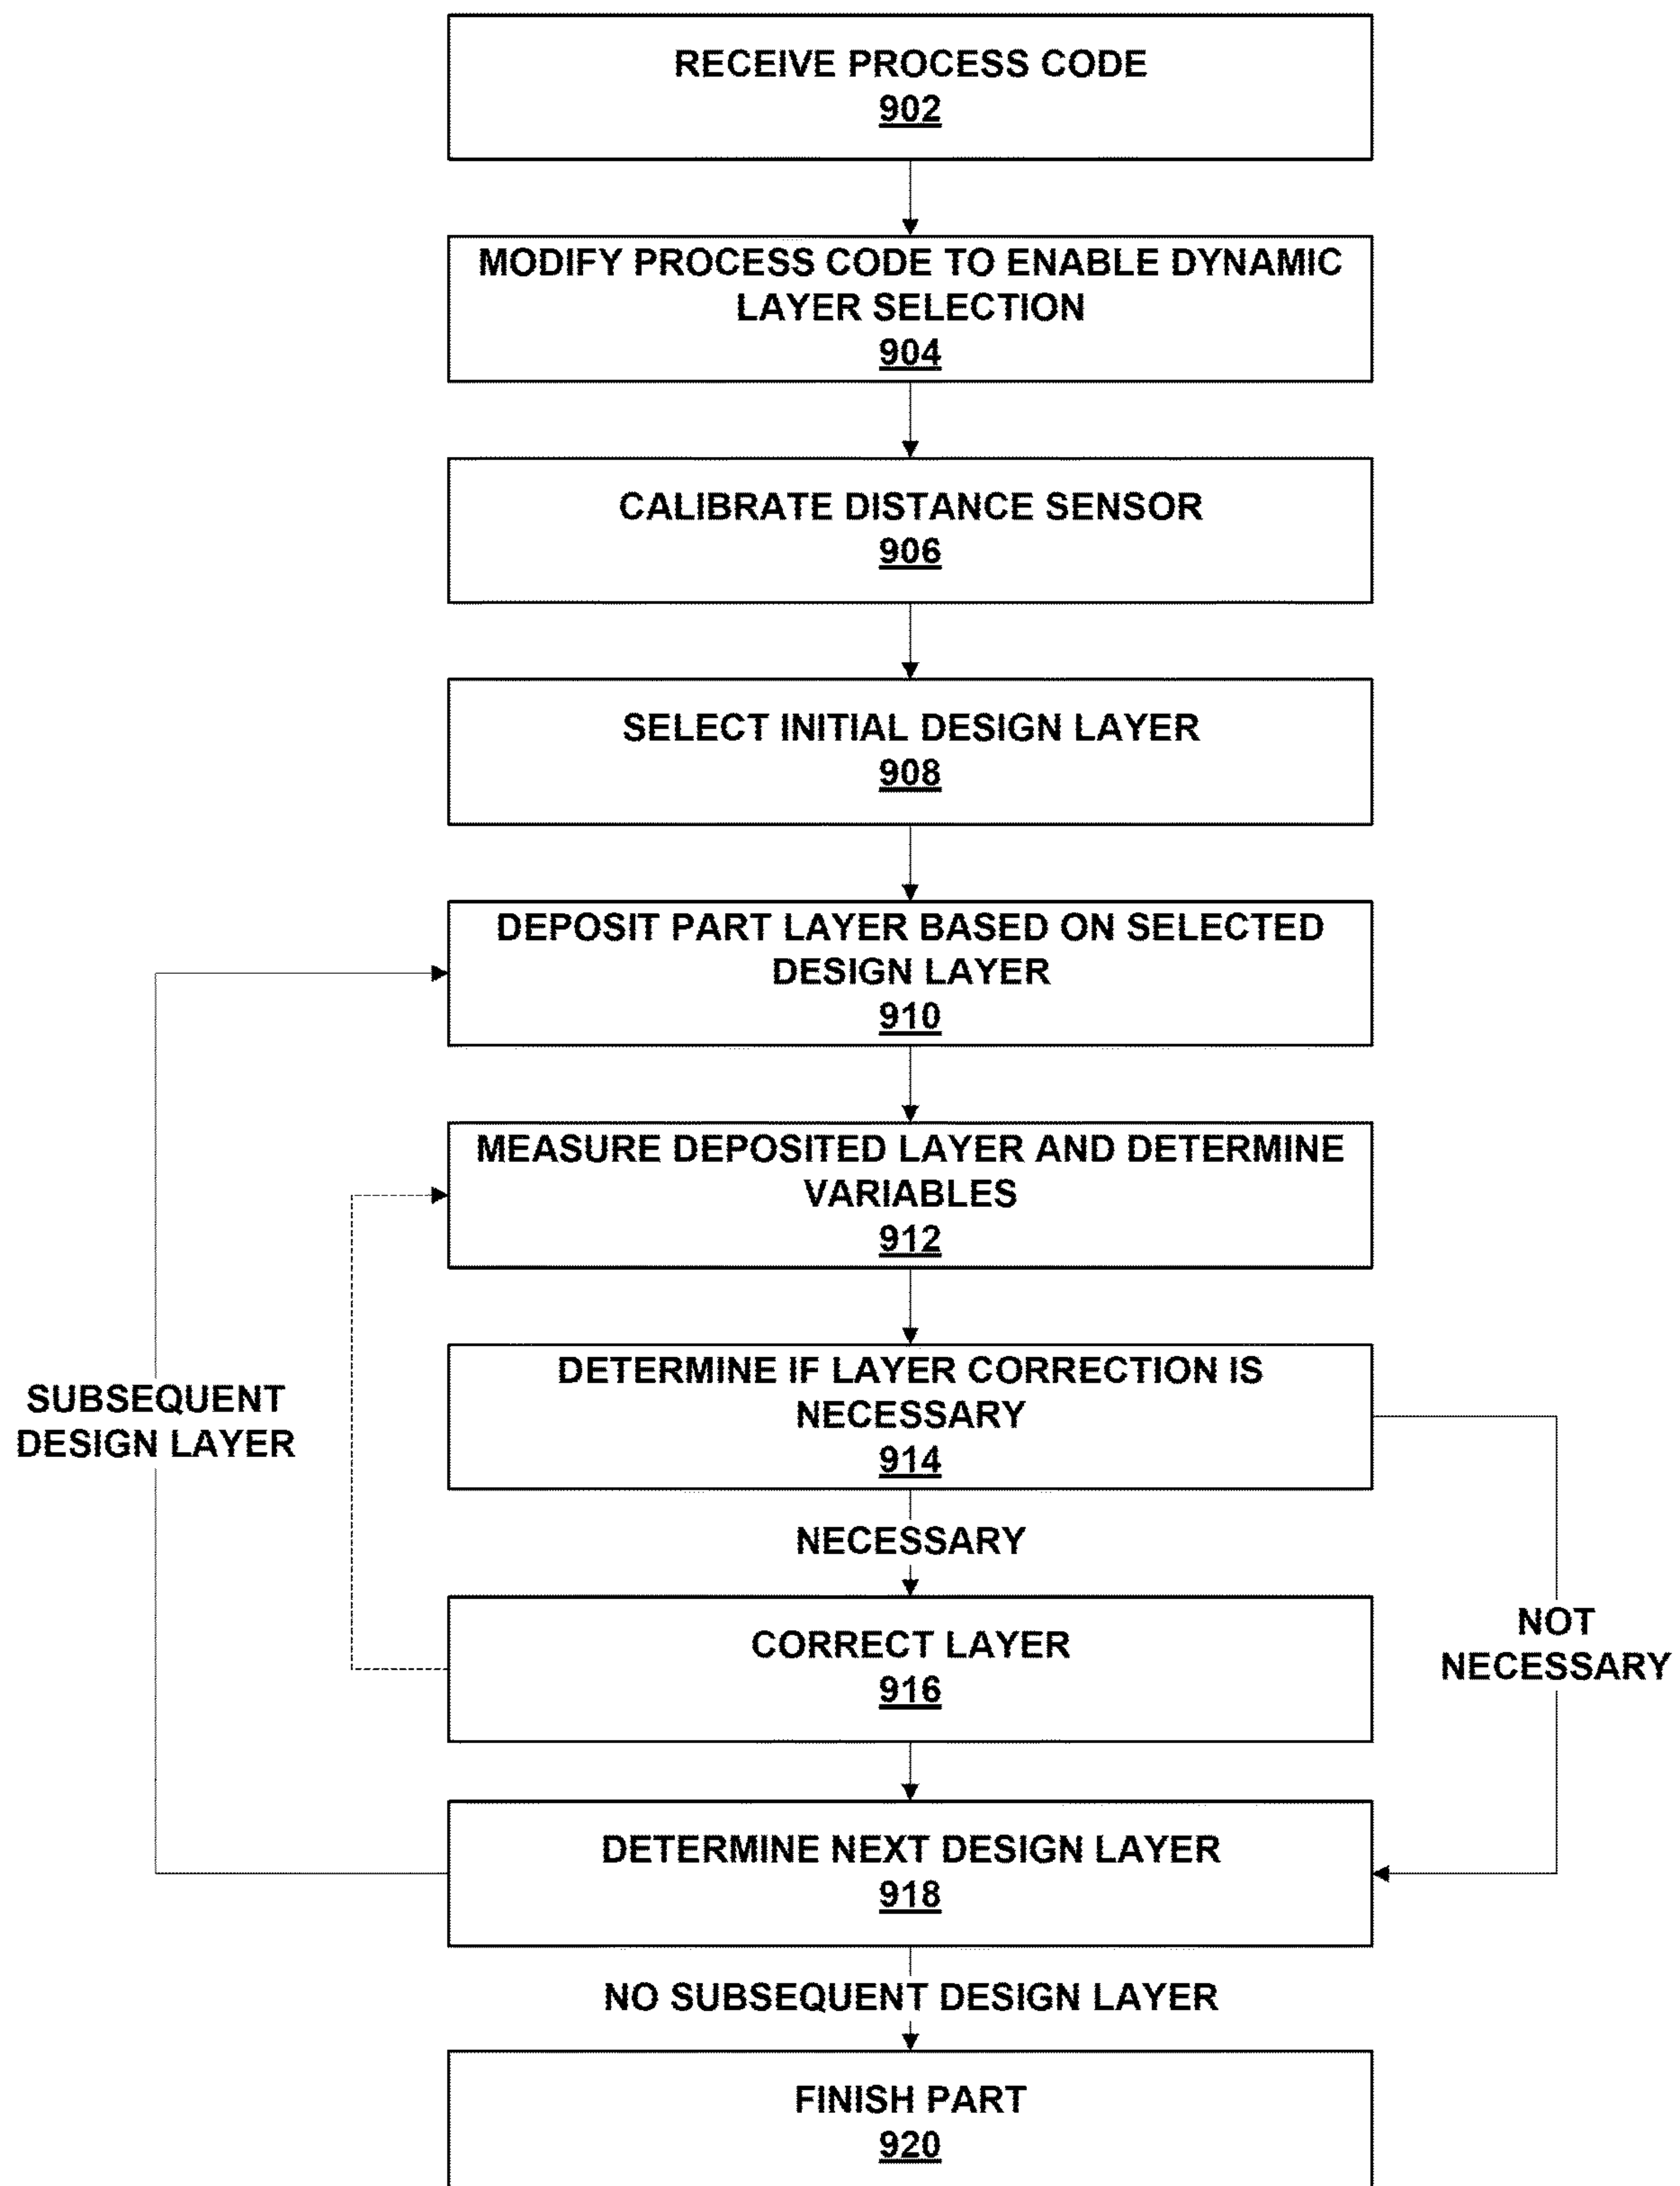 RECEIVE PROCESS CODE
902
MODIFY PROCESS CODE TO ENABLE DYNAMIC
LAYER SELECTION
904
CALIBRATE DISTANCE SENSOR
906
SELECT INITIAL DESIGN LAYER
908
DEPOSIT PART LAYER BASED ON SELECTED
DESIGN LAYER
910
MEASURE DEPOSITED LAYER AND DETERMINE
VARIABLES
912
DETERMINE IF LAYER CORRECTION IS
NECESSARY
914
SUBSEQUENT
DESIGN LAYER
NECESSARY
NOT
NECESSARY
CORRECT LAYER
916
DETERMINE NEXT DESIGN LAYER
918
NO SUBSEQUENT DESIGN LAYER
FINISH PART
920